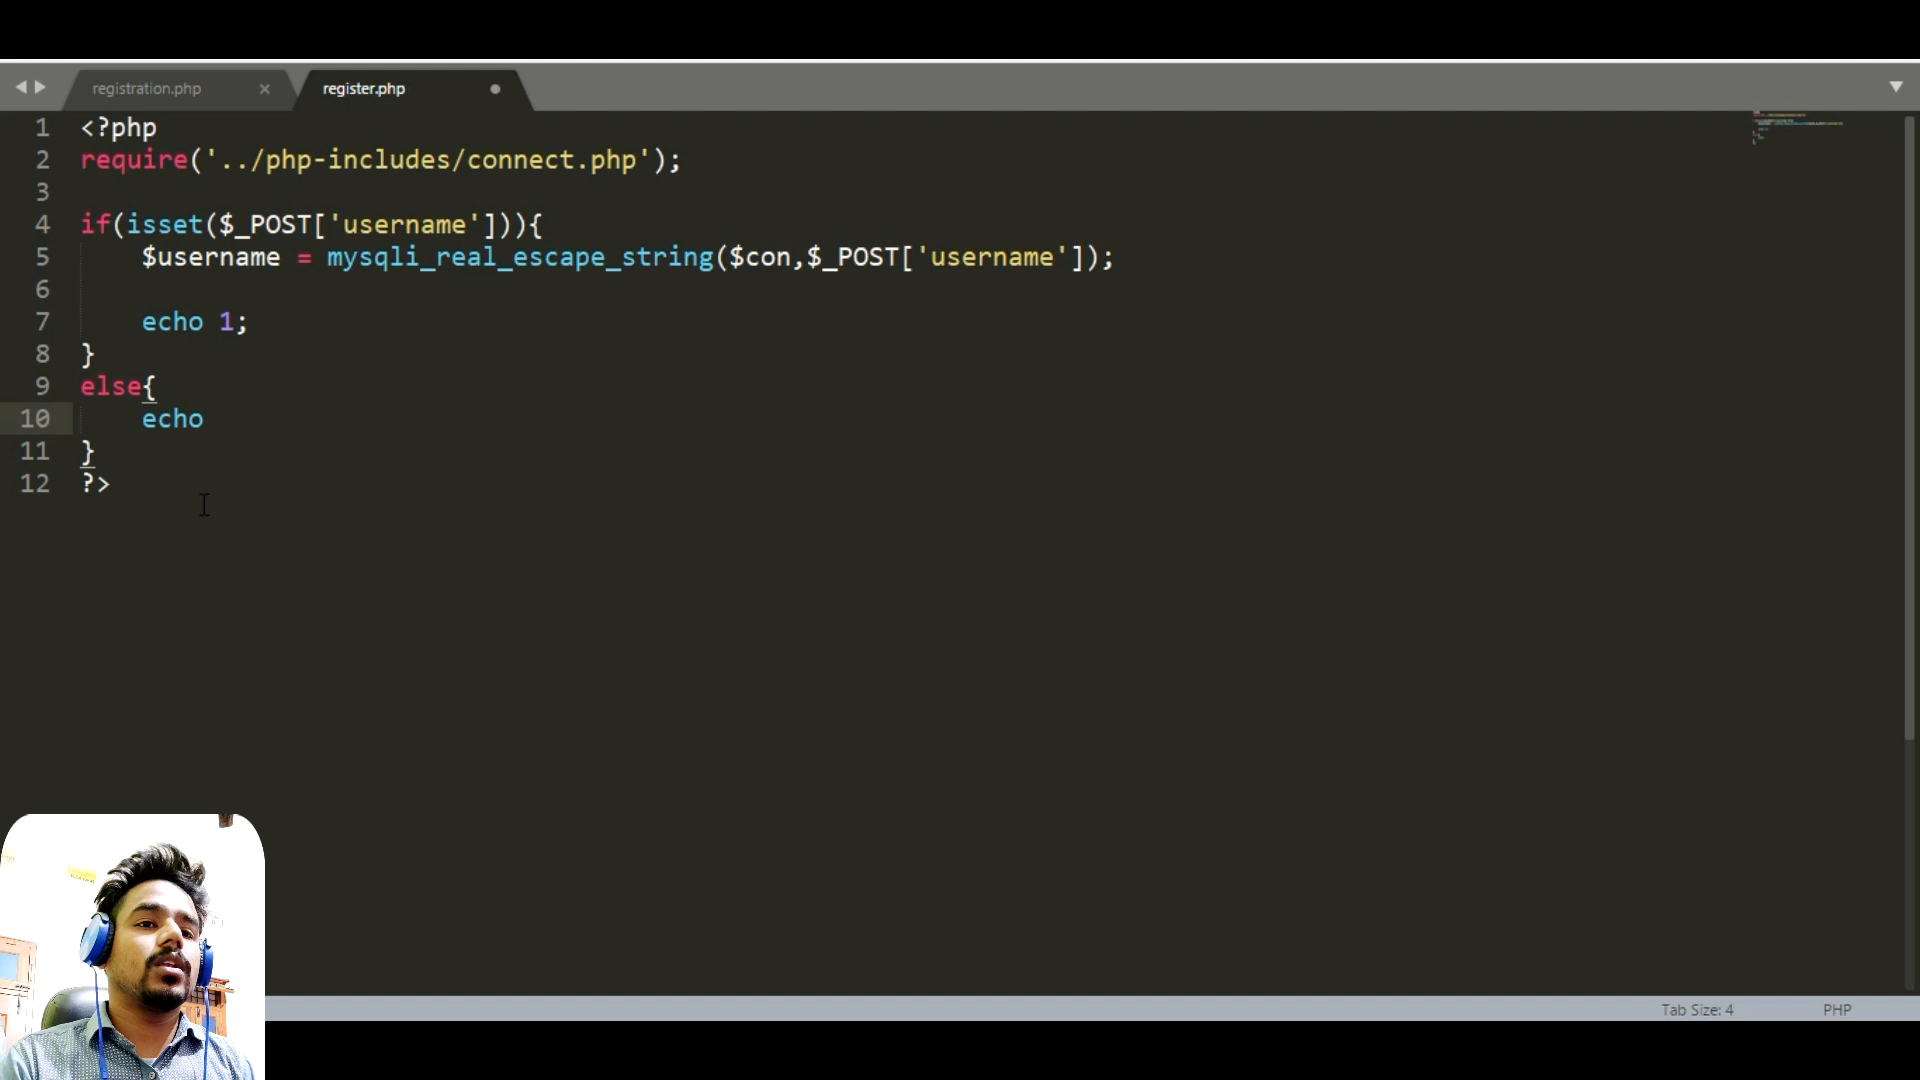 registration.php × register.php
1 <?php
2 require('../php-includes/connect.php');
3
4 if(isset($_POST['username'])){
5 $username = mysqli_real_escape_string($con,$_POST['username']);
6
7 echo 1;
8 }
9 else{
10 echo
11 }
12 ?>
Tab Size: 4 PHP